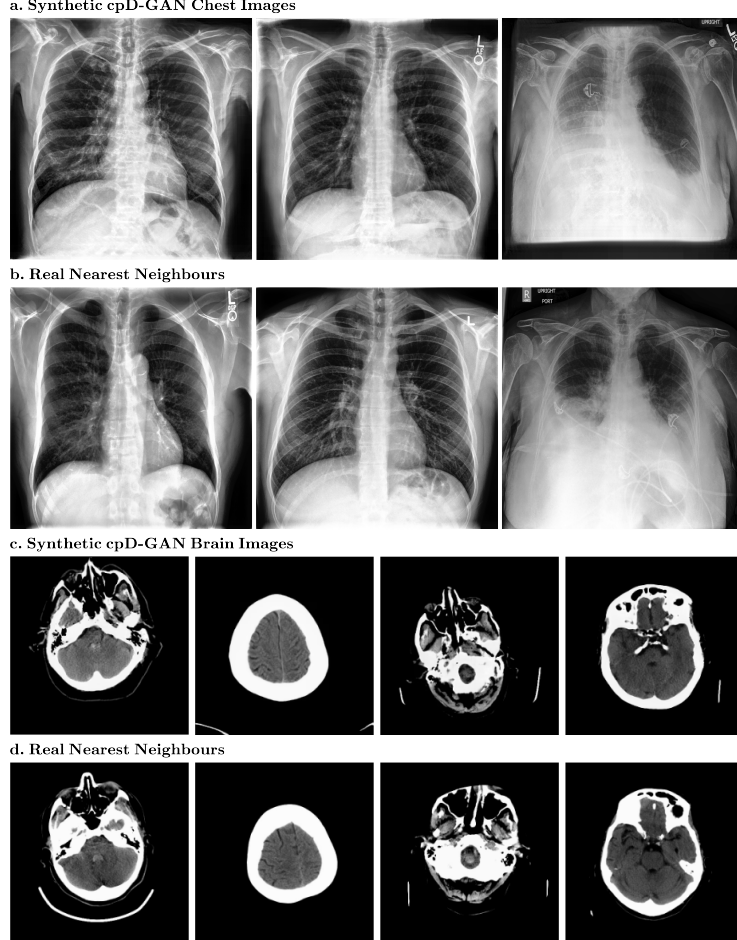 a. Synthetic cpD-GAN Chest Images
L
UPRIGHT
b. Real Nearest Neighbours
L
L
R
UPRIGHT
PORT
c. Synthetic cpD-GAN Brain Images
d. Real Nearest Neighbours